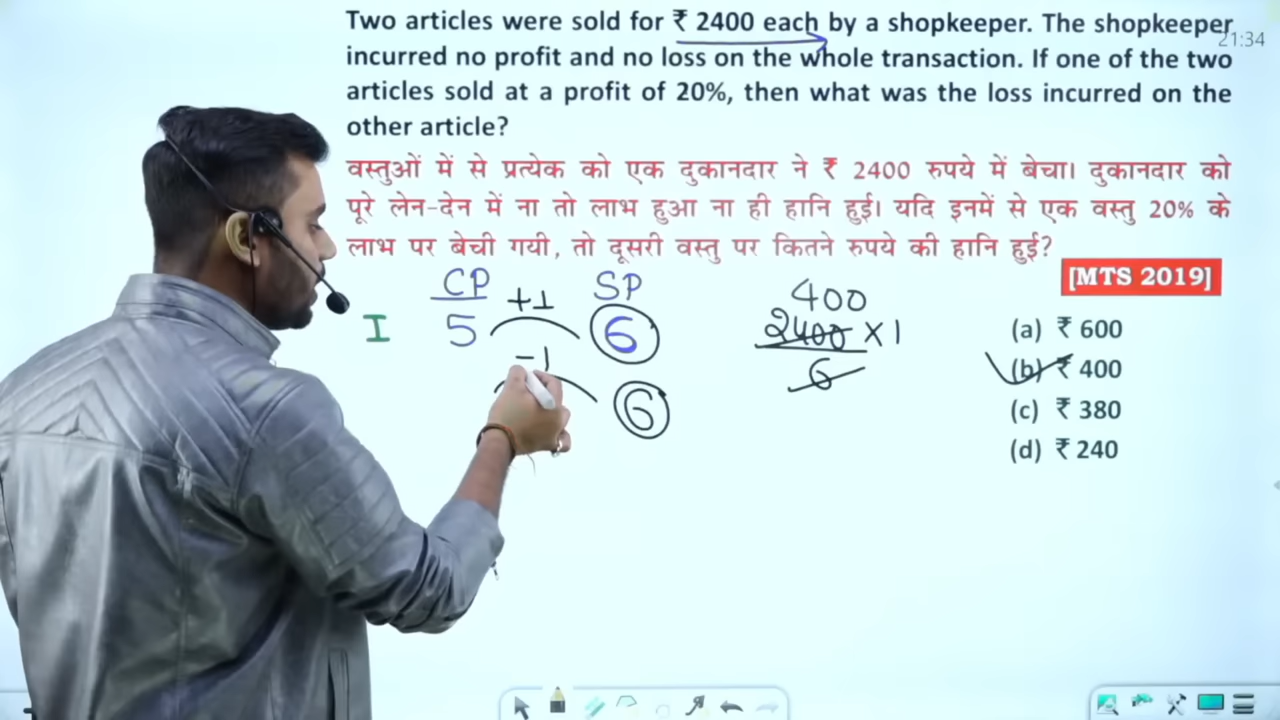 Two articles were sold for ₹ 2400 each by a shopkeeper. The shopkeeper
21:34
incurred no profit and no loss on the whole transaction. If one of the two
articles sold at a profit of 20%, then what was the loss incurred on the
other article?
वस्तुओं में से प्रत्येक को एक दुकानदार ने ₹ 2400 रुपये में बेचा। दुकानदार को
पूरे लेन-देन में ना तो लाभ हुआ ना ही हानि हुई। यदि इनमें से एक वस्तु 20% के
लाभ पर बेची गयी, तो दूसरी वस्तु पर कितने रुपये की हानि हुई?
[MTS 2019]
CP SP
I 5 +1 6
-1 6
400
2400 X 1
6
(a) ₹ 600
(b) ₹ 400
(c) ₹ 380
(d) ₹ 240